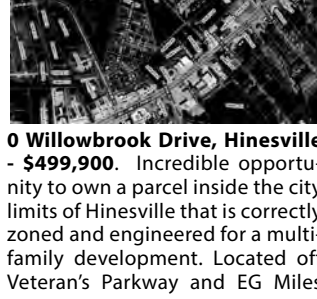 0 Willowbrook Drive, Hinesville
- $499,900. Incredible opportu-
nity to own a parcel inside the city
limits of Hinesville that is correctly
zoned and engineered for a multi-
family development. Located off
Veteran's Parkway and EG Miles